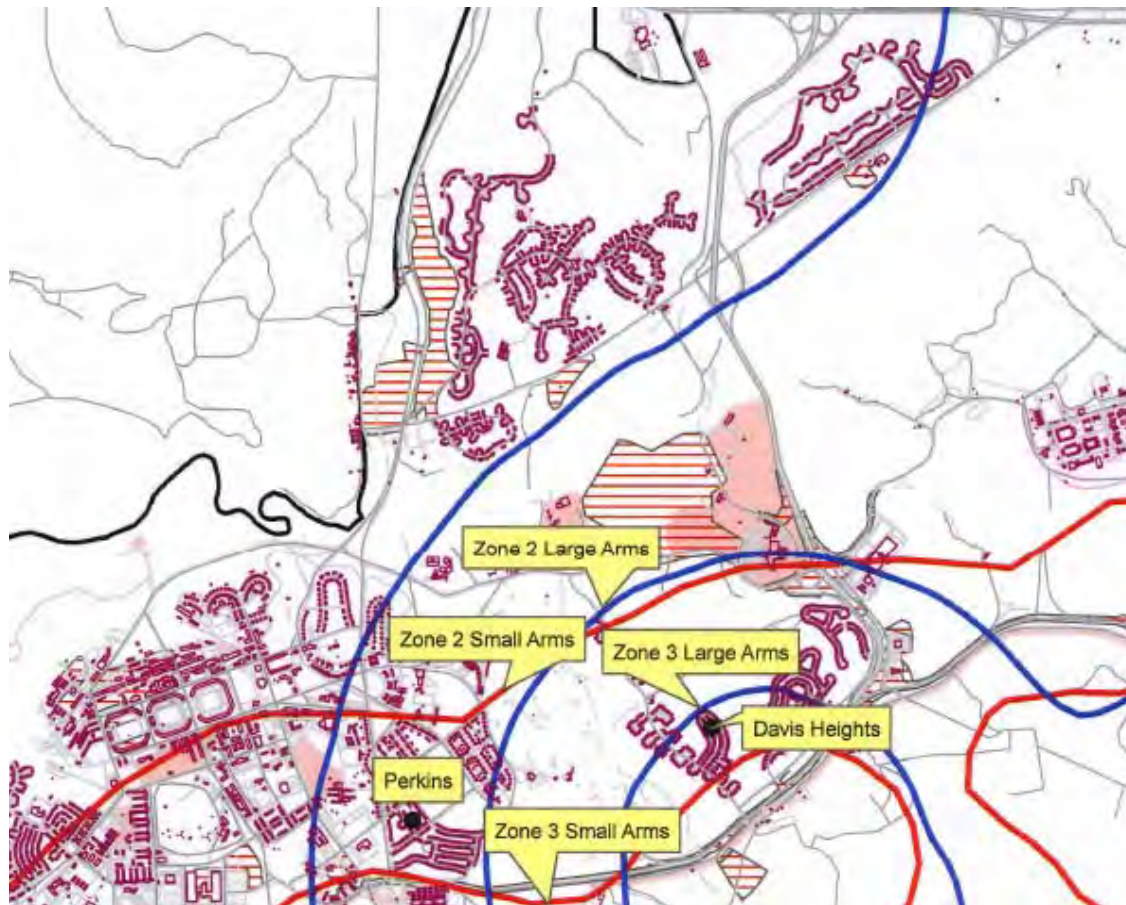 Zone 2 Large Arms
Zone 2 Small Arms
Zone 3 Large Arms
Davis Heights
Perkins
Zone 3 Small Arms